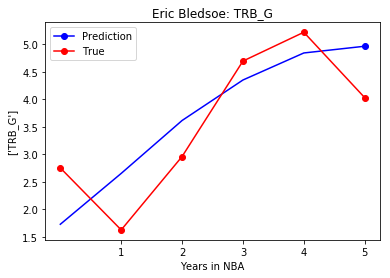 Eric Bledsoe: TRB_G
Prediction
True
5.0
4.5
4.0
3.5
3.0
2.5
2.0
1.5
['TRB_G']
1 2 3 4 5
Years in NBA